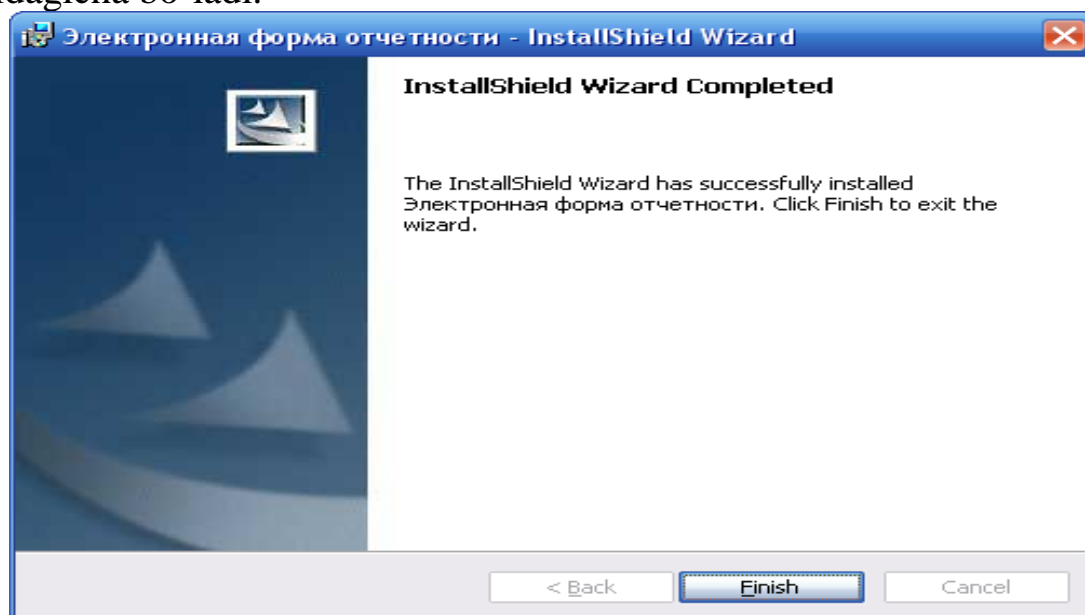 Электронная форма отчетности - InstallShield Wizard
InstallShield Wizard Completed
The InstallShield Wizard has successfully installed
Электронная форма отчетности. Click Finish to exit the
wizard.
< Back Finish Cancel